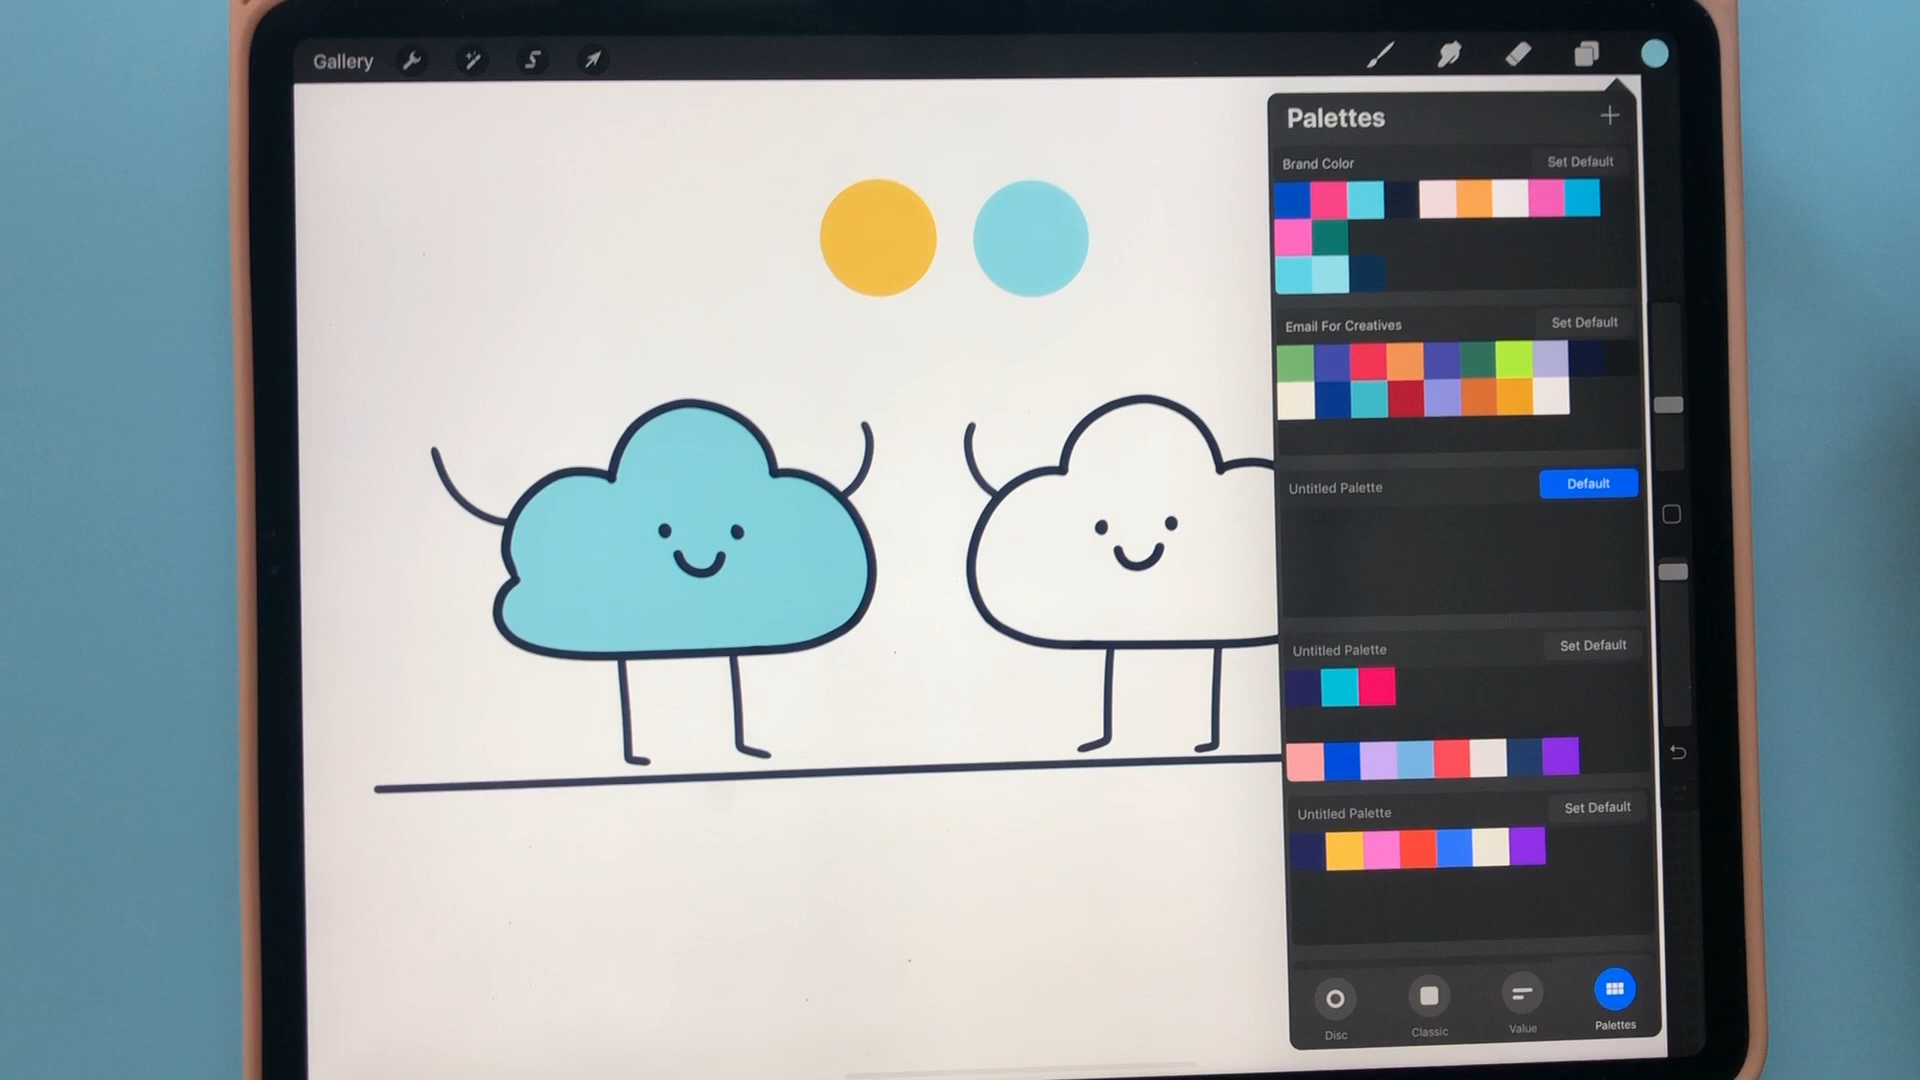 Gallery
Palettes
Brand Color
Set Default
Email For Creatives
Set Default
Untitled Palette
Default
Untitled Palette
Set Default
Untitled Palette
Set Default
Disc
Classic
Value
Palettes